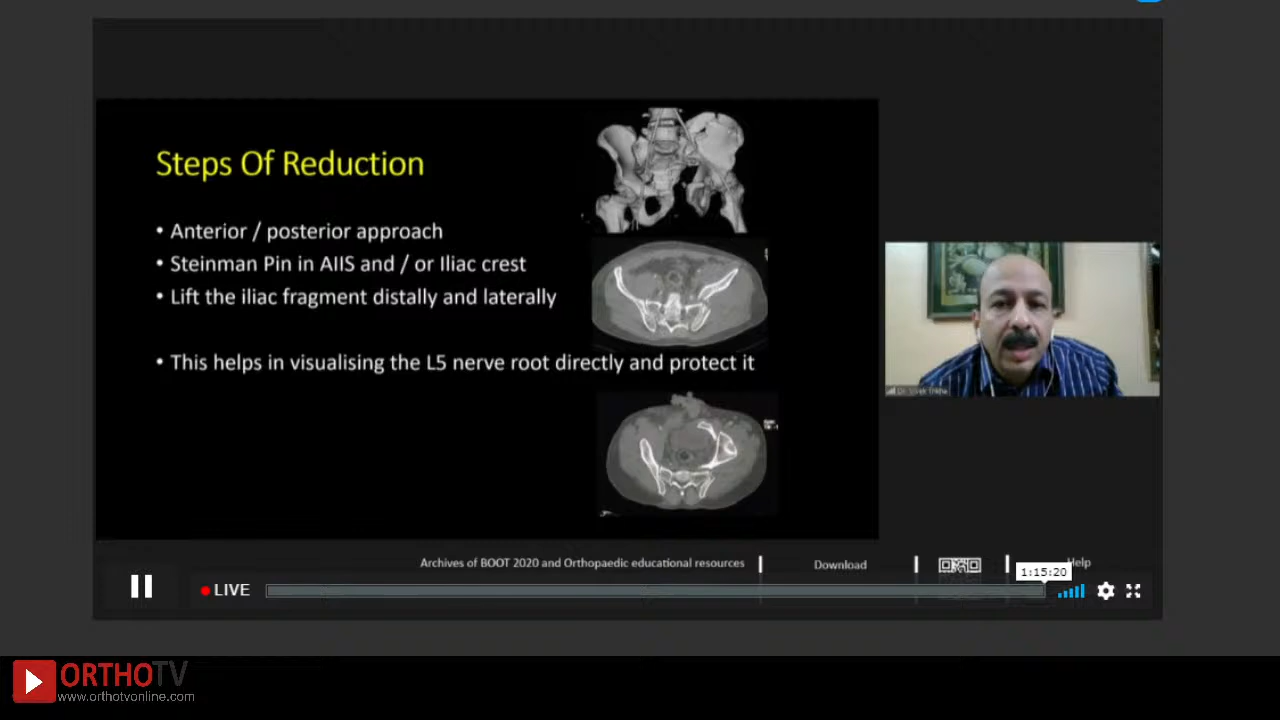 Steps Of Reduction
• Anterior / posterior approach
• Steinman Pin in AIIS and / or Iliac crest
• Lift the iliac fragment distally and laterally
• This helps in visualising the L5 nerve root directly and protect it
Archives of BOOT 2020 and Orthopaedic educational resources
Download
Help
1:15:20
LIVE
ORTHOTV
www.orthotvonline.com